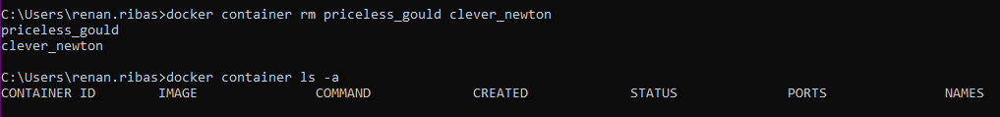 C:\Users\renan.ribas>docker container rm priceless_gould clever_newton
priceless_gould
clever_newton
C:\Users\renan.ribas>docker container ls -a
CONTAINER ID        IMAGE               COMMAND             CREATED             STATUS              PORTS               NAMES